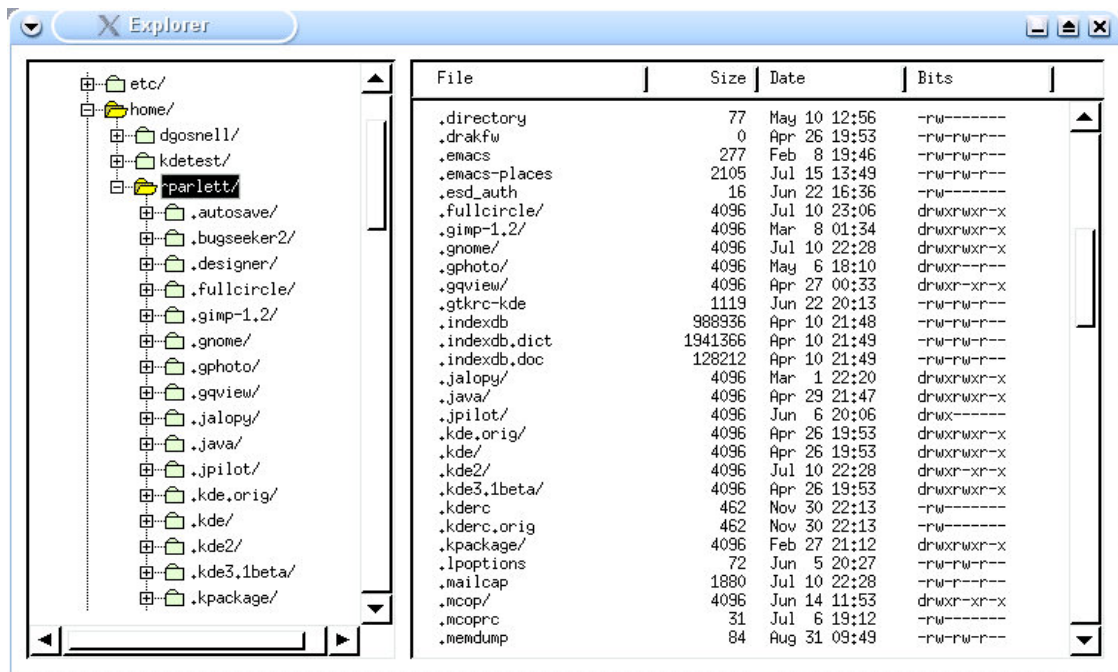 Explorer
etc/
home/
dgosnell/
kdetest/
rparlett/
.autosave/
.bugseeker2/
.designer/
.fullcircle/
.gimp-1.2/
.gnome/
.gphoto/
.gqview/
.jalopy/
.java/
.jpilot/
.kde.orig/
.kde/
.kde2/
.kde3.1beta/
.kpackage/
File Size Date Bits
.directory 77 May 10 12:56 -rw-------
.drakfw 0 Apr 26 19:53 -rw-rw-r--
.emacs 277 Feb 8 19:46 -rw-rw-r--
.emacs-places 2105 Jul 15 13:49 -rw-rw-r--
.esd_auth 16 Jun 22 16:36 -rw-------
.fullcircle/ 4096 Jul 10 23:06 drwxrwxr-x
.gimp-1.2/ 4096 Mar 8 01:34 drwxrwxr-x
.gnome/ 4096 Jul 10 22:28 drwxrwxr-x
.gphoto/ 4096 May 6 18:10 drwxr--r--
.gqview/ 4096 Apr 27 00:33 drwxr-xr-x
.gtkrc-kde 1119 Jun 22 20:13 -rw-rw-r--
.indexdb 988936 Apr 10 21:48 -rw-rw-r--
.indexdb.dict 1941366 Apr 10 21:49 -rw-rw-r--
.indexdb.doc 128212 Apr 10 21:49 -rw-rw-r--
.jalopy/ 4096 Mar 1 22:20 drwxrwxr-x
.java/ 4096 Apr 29 21:47 drwxrwxr-x
.jpilot/ 4096 Jun 6 20:06 drwx------
.kde.orig/ 4096 Apr 26 19:53 drwxrwxr-x
.kde/ 4096 Apr 26 19:53 drwxrwxr-x
.kde2/ 4096 Jul 10 22:28 drwxr-xr-x
.kde3.1beta/ 4096 Apr 26 19:53 drwxrwxr-x
.kderc 462 Nov 30 22:13 -rw-------
.kderc.orig 462 Nov 30 22:13 -rw-------
.kpackage/ 4096 Feb 27 21:12 drwxrwxr-x
.lpoptions 72 Jun 5 20:27 -rw-rw-r--
.mailcap 1880 Jul 10 22:28 -rw-r--r--
.mcop/ 4096 Jun 14 11:53 drwxr-xr-x
.mcoprc 31 Jul 6 19:12 -rw-------
.memdump 84 Aug 31 09:49 -rw-rw-r--